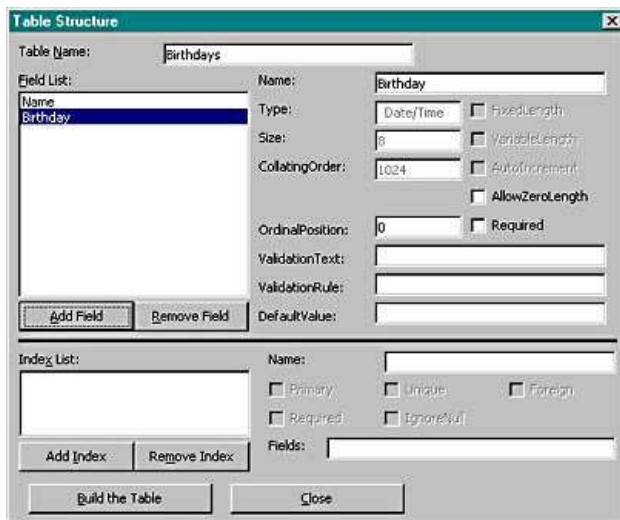 Table Structure
Table Name: Birthdays
Field List:
Name
Birthday
Add Field Remove Field
Name: Birthday
Type: Date/Time FixedLength
Size: 8 VariableLength
CollatingOrder: 1024 AutoIncrement
AllowZeroLength
OrdinalPosition: 0 Required
ValidationText:
ValidationRule:
DefaultValue:
Index List:
Add Index Remove Index
Name:
Primary Unique Foreign
Required IgnoreNull
Fields:
Build the Table Close